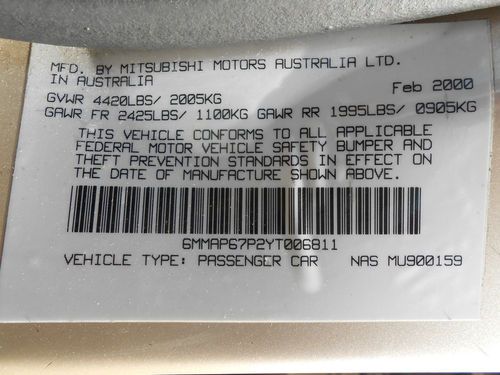 MFD. BY MITSUBISHI MOTORS AUSTRALIA LTD.
IN AUSTRALIA
Feb 2000
GVWR 4420LBS/ 2005KG
GAWR FR 2425LBS/ 1100KG GAWR RR 1995LBS/ 0905KG
THIS VEHICLE CONFORMS TO ALL APPLICABLE
FEDERAL MOTOR VEHICLE SAFETY BUMPER AND
THEFT PREVENTION STANDARDS IN EFFECT ON
THE DATE OF MANUFACTURE SHOWN ABOVE.
6MMAP67P2YT006811
VEHICLE TYPE: PASSENGER CAR NAS MU900159